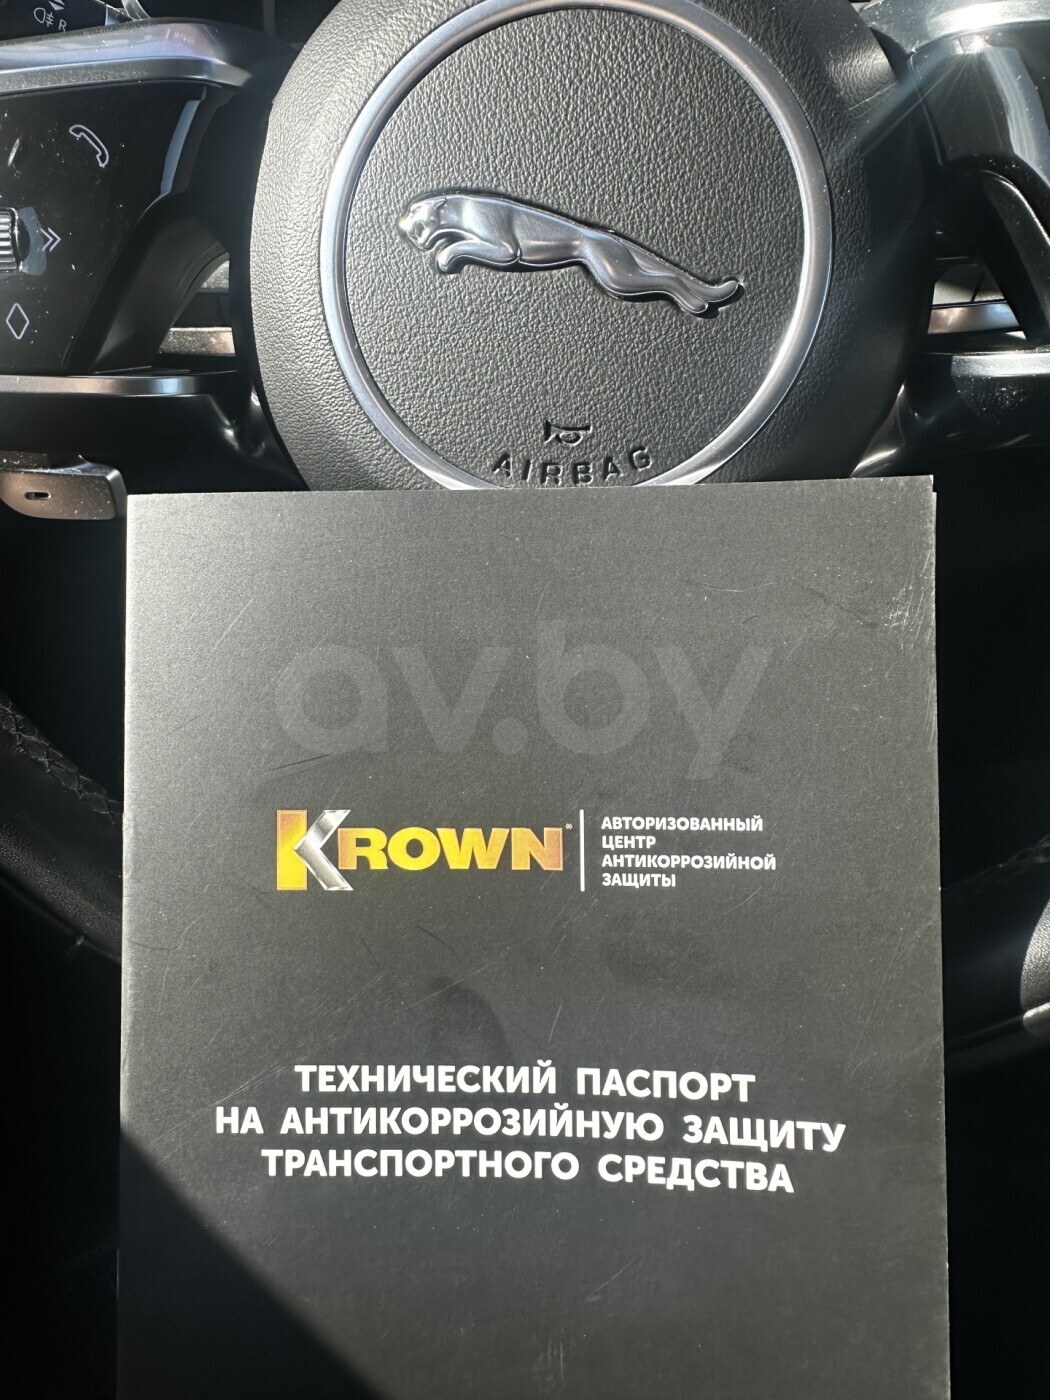 R
AIRBAG
av.by
KROWN®
АВТОРИЗОВАННЫЙ
ЦЕНТР
АНТИКОРРОЗИЙНОЙ
ЗАЩИТЫ
ТЕХНИЧЕСКИЙ ПАСПОРТ
НА АНТИКОРРОЗИЙНУЮ ЗАЩИТУ
ТРАНСПОРТНОГО СРЕДСТВА